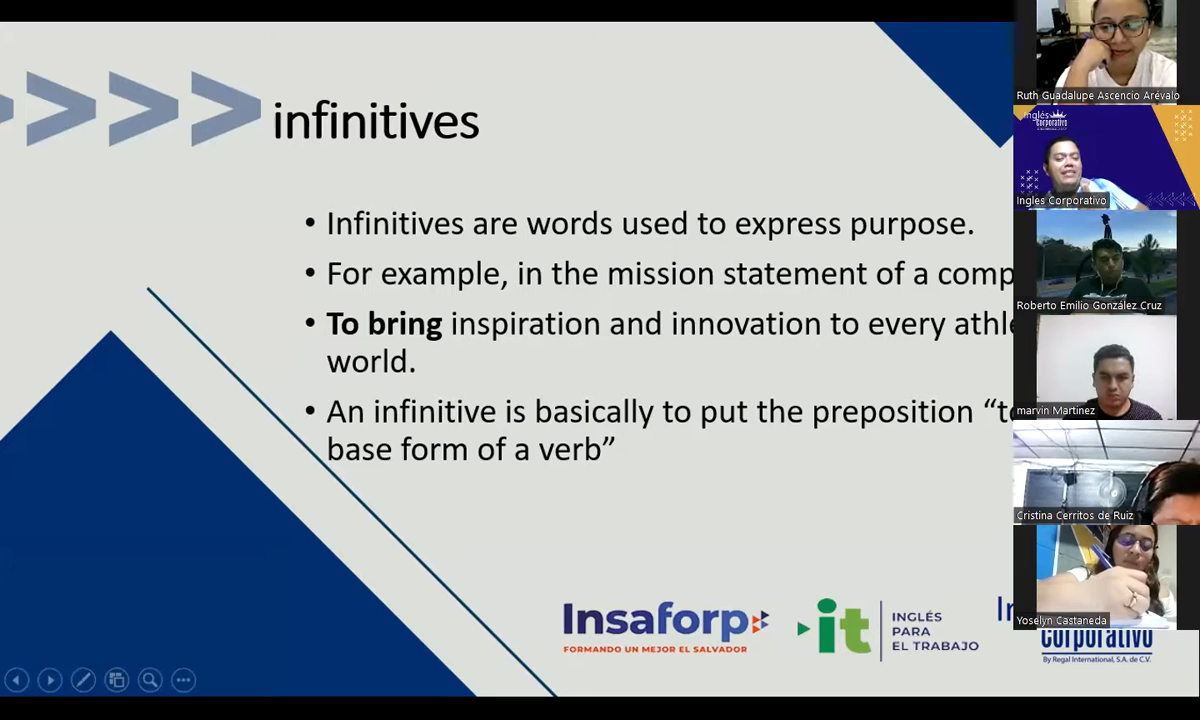 infinitives
• Infinitives are words used to express purpose.
• For example, in the mission statement of a comp
• To bring inspiration and innovation to every athle
world.
• An infinitive is basically to put the preposition “to
base form of a verb”
Insaforp
FORMANDO UN MEJOR EL SALVADOR
it
INGLÉS
PARA
EL TRABAJO
corporativo
By Regal International, S.A. de C.V.
Ruth Guadalupe Ascencio Arévalo
Inglés
corporativo
Ingles Corporativo
Roberto Emilio González Cruz
marvin Martinez
Cristina Cerritos de Ruiz
Yoselyn Castaneda